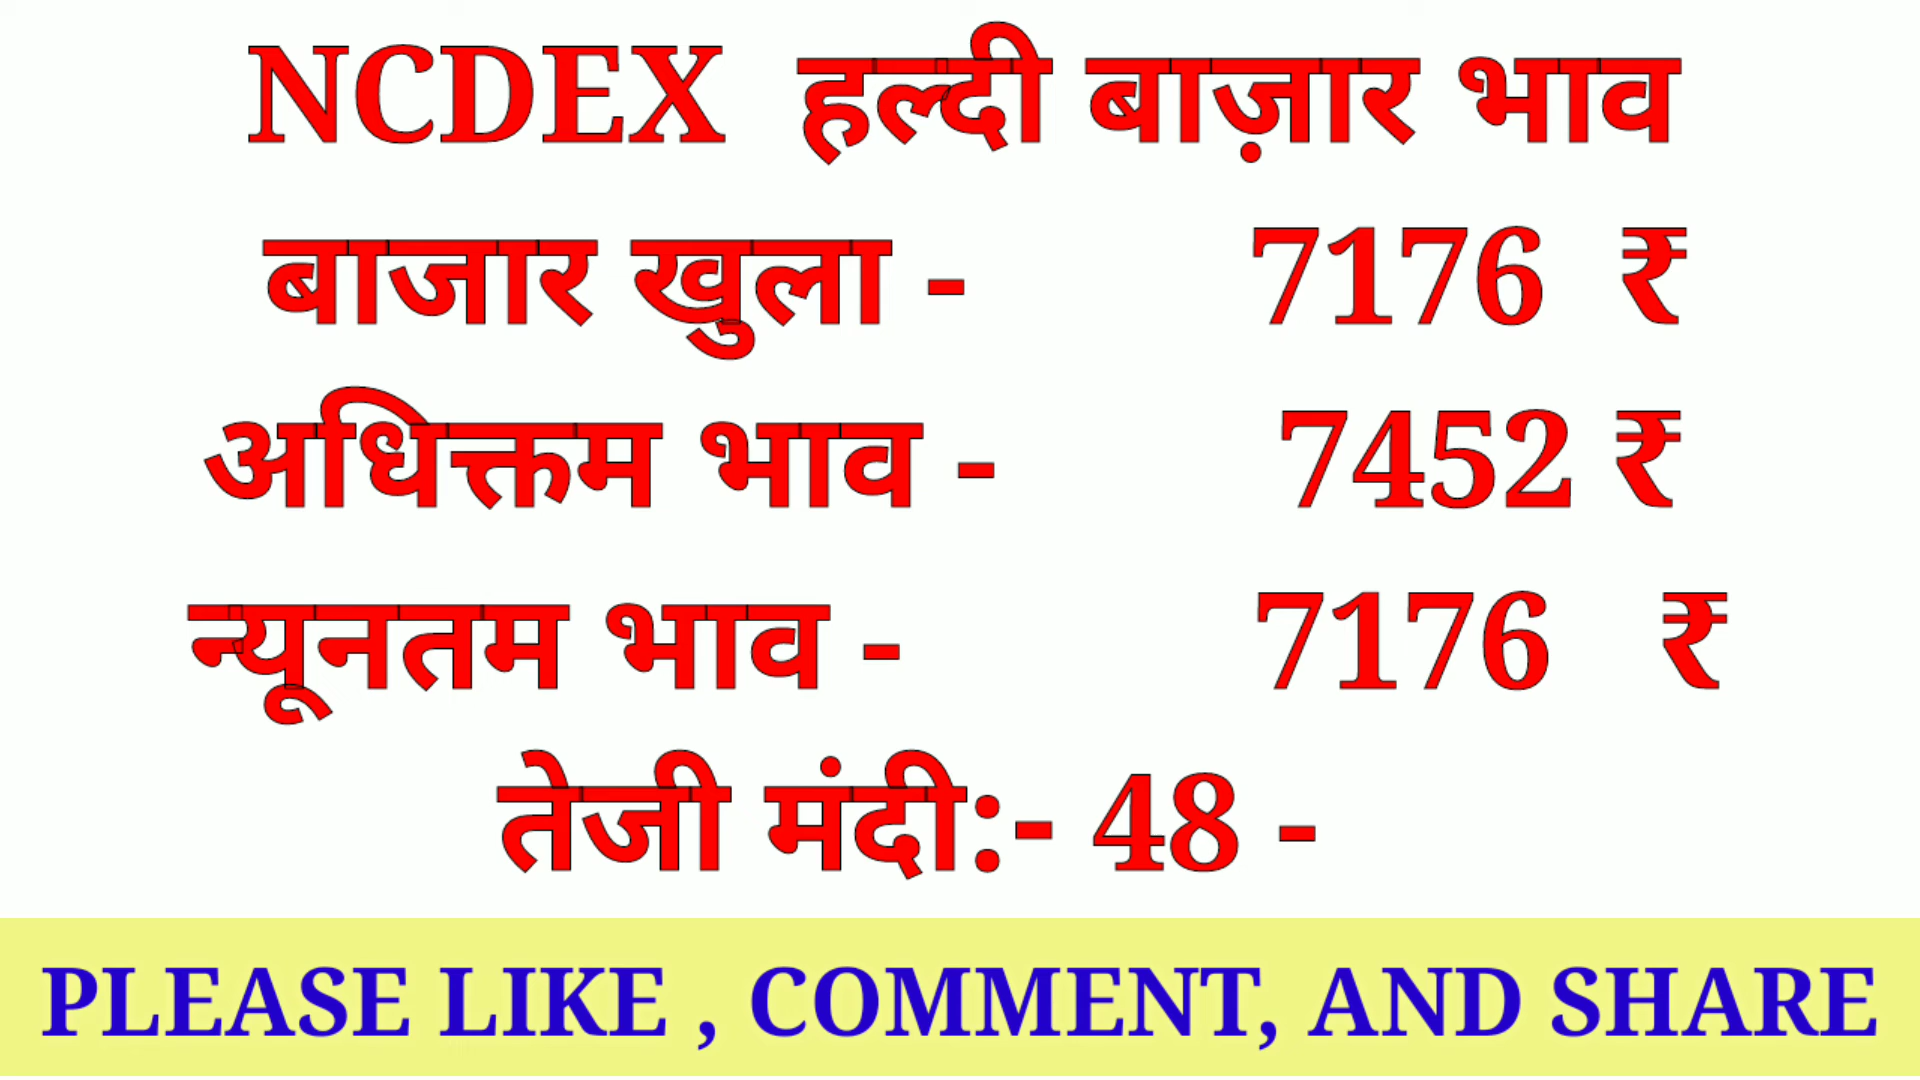 NCDEX हल्दी बाज़ार भाव
बाजार खुला - 7176 ₹
अधिक्तम भाव - 7452 ₹
न्यूनतम भाव - 7176 ₹
तेजी मंदी:- 48 -
PLEASE LIKE , COMMENT, AND SHARE